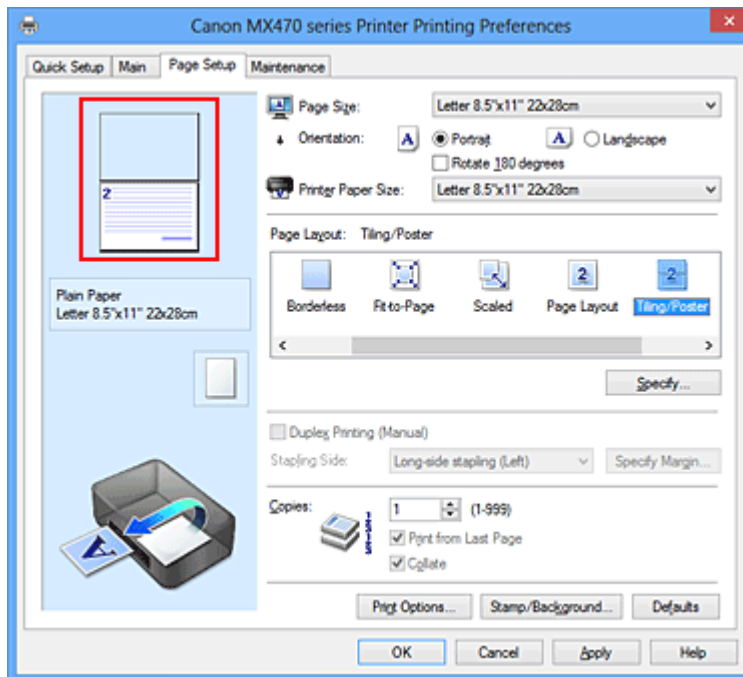 Canon MX470 series Printer Printing Preferences
Quick Setup Main Page Setup Maintenance
2
Plain Paper
Letter 8.5"x11" 22x28cm
A
Page Size: Letter 8.5"x11" 22x28cm
Orientation: A Portrait A Landscape
Rotate 180 degrees
Printer Paper Size: Letter 8.5"x11" 22x28cm
Page Layout: Tiling/Poster
2 2
Borderless Fit-to-Page Scaled Page Layout Tiling/Poster
Specify...
Duplex Printing (Manual)
Stapling Side: Long-side stapling (Left) Specify Margin...
Copies: 1 (1-999)
Print from Last Page
Collate
Print Options... Stamp/Background... Defaults
OK Cancel Apply Help